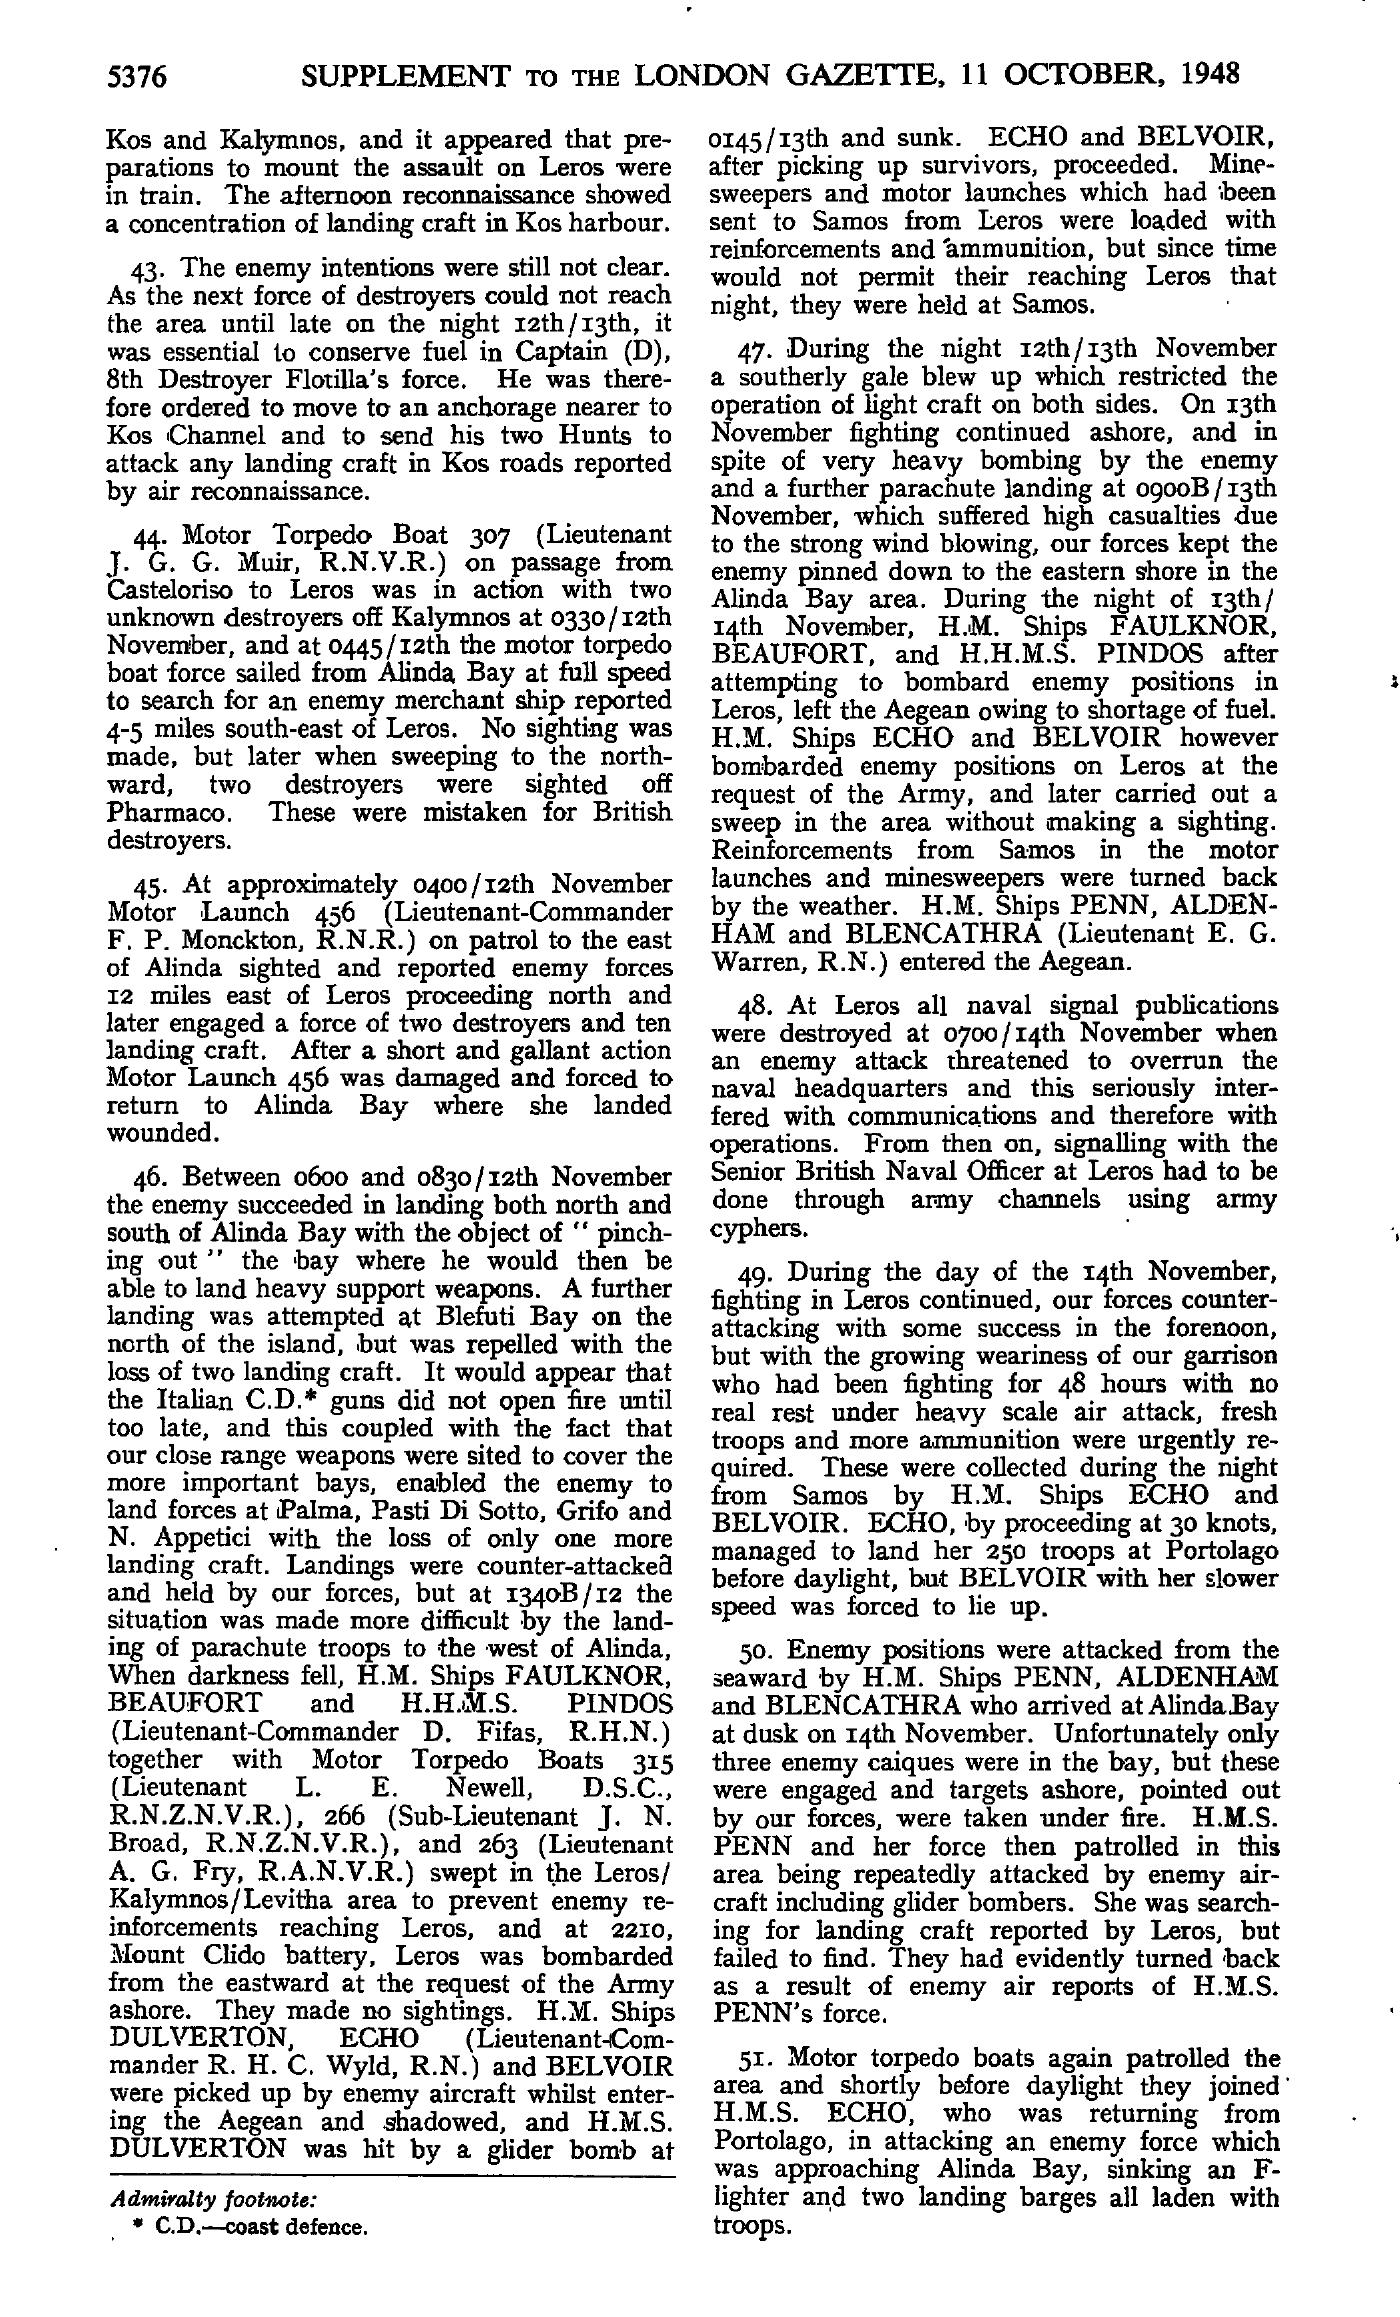 5376 SUPPLEMENT TO THE LONDON GAZETTE, 11 OCTOBER, 1948
Kos and Kalymnos, and it appeared that pre-
parations to mount the assault on Leros were
in train. The afternoon reconnaissance showed
a concentration of landing craft in Kos harbour.
43. The enemy intentions were still not clear.
As the next force of destroyers could not reach
the area until late on the night 12th/13th, it
was essential to conserve fuel in Captain (D),
8th Destroyer Flotilla's force. He was there-
fore ordered to move to an anchorage nearer to
Kos Channel and to send his two Hunts to
attack any landing craft in Kos roads reported
by air reconnaissance.
44. Motor Torpedo Boat 307 (Lieutenant
J. G. G. Muir, R.N.V.R.) on passage from
Casteloriso to Leros was in action with two
unknown destroyers off Kalymnos at 0330/12th
November, and at 0445/12th the motor torpedo
boat force sailed from Alinda Bay at full speed
to search for an enemy merchant ship reported
4-5 miles south-east of Leros. No sighting was
made, but later when sweeping to the north-
ward, two destroyers were sighted off
Pharmaco. These were mistaken for British
destroyers.
45. At approximately 0400/12th November
Motor Launch 456 (Lieutenant-Commander
F. P. Monckton, R.N.R.) on patrol to the east
of Alinda sighted and reported enemy forces
12 miles east of Leros proceeding north and
later engaged a force of two destroyers and ten
landing craft. After a short and gallant action
Motor Launch 456 was damaged and forced to
return to Alinda Bay where she landed
wounded.
46. Between 0600 and 0830/12th November
the enemy succeeded in landing both north and
south of Alinda Bay with the object of " pinch-
ing out " the bay where he would then be
able to land heavy support weapons. A further
landing was attempted at Blefuti Bay on the
north of the island, but was repelled with the
loss of two landing craft. It would appear that
the Italian C.D.* guns did not open fire until
too late, and this coupled with the fact that
our close range weapons were sited to cover the
more important bays, enabled the enemy to
land forces at Palma, Pasti Di Sotto, Grifo and
N. Appetici with the loss of only one more
landing craft. Landings were counter-attacked
and held by our forces, but at 1340B/12 the
situation was made more difficult by the land-
ing of parachute troops to the west of Alinda,
When darkness fell, H.M. Ships FAULKNOR,
BEAUFORT and H.H.M.S. PINDOS
(Lieutenant-Commander D. Fifas, R.H.N.)
together with Motor Torpedo Boats 315
(Lieutenant L. E. Newell, D.S.C.,
R.N.Z.N.V.R.), 266 (Sub-Lieutenant J. N.
Broad, R.N.Z.N.V.R.), and 263 (Lieutenant
A. G. Fry, R.A.N.V.R.) swept in the Leros/
Kalymnos/Levitha area to prevent enemy re-
inforcements reaching Leros, and at 2210,
Mount Clido battery, Leros was bombarded
from the eastward at the request of the Army
ashore. They made no sightings. H.M. Ships
DULVERTON, ECHO (Lieutenant-Com-
mander R. H. C. Wyld, R.N.) and BELVOIR
were picked up by enemy aircraft whilst enter-
ing the Aegean and shadowed, and H.M.S.
DULVERTON was hit by a glider bomb at
Admiralty footnote:
* C.D.—coast defence.
0145/13th and sunk. ECHO and BELVOIR,
after picking up survivors, proceeded. Mine-
sweepers and motor launches which had been
sent to Samos from Leros were loaded with
reinforcements and ammunition, but since time
would not permit their reaching Leros that
night, they were held at Samos.
47. During the night 12th/13th November
a southerly gale blew up which restricted the
operation of light craft on both sides. On 13th
November fighting continued ashore, and in
spite of very heavy bombing by the enemy
and a further parachute landing at 0900B/13th
November, which suffered high casualties due
to the strong wind blowing, our forces kept the
enemy pinned down to the eastern shore in the
Alinda Bay area. During the night of 13th/
14th November, H.M. Ships FAULKNOR,
BEAUFORT, and H.H.M.S. PINDOS after
attempting to bombard enemy positions in
Leros, left the Aegean owing to shortage of fuel.
H.M. Ships ECHO and BELVOIR however
bombarded enemy positions on Leros at the
request of the Army, and later carried out a
sweep in the area without making a sighting.
Reinforcements from Samos in the motor
launches and minesweepers were turned back
by the weather. H.M. Ships PENN, ALDEN-
HAM and BLENCATHRA (Lieutenant E. G.
Warren, R.N.) entered the Aegean.
48. At Leros all naval signal publications
were destroyed at 0700/14th November when
an enemy attack threatened to overrun the
naval headquarters and this seriously inter-
fered with communications and therefore with
operations. From then on, signalling with the
Senior British Naval Officer at Leros had to be
done through army channels using army
cyphers.
49. During the day of the 14th November,
fighting in Leros continued, our forces counter-
attacking with some success in the forenoon,
but with the growing weariness of our garrison
who had been fighting for 48 hours with no
real rest under heavy scale air attack, fresh
troops and more ammunition were urgently re-
quired. These were collected during the night
from Samos by H.M. Ships ECHO and
BELVOIR. ECHO, by proceeding at 30 knots,
managed to land her 250 troops at Portolago
before daylight, but BELVOIR with her slower
speed was forced to lie up.
50. Enemy positions were attacked from the
seaward by H.M. Ships PENN, ALDENHAM
and BLENCATHRA who arrived at Alinda Bay
at dusk on 14th November. Unfortunately only
three enemy caiques were in the bay, but these
were engaged and targets ashore, pointed out
by our forces, were taken under fire. H.M.S.
PENN and her force then patrolled in this
area being repeatedly attacked by enemy air-
craft including glider bombers. She was search-
ing for landing craft reported by Leros, but
failed to find. They had evidently turned back
as a result of enemy air reports of H.M.S.
PENN's force.
51. Motor torpedo boats again patrolled the
area and shortly before daylight they joined
H.M.S. ECHO, who was returning from
Portolago, in attacking an enemy force which
was approaching Alinda Bay, sinking an F-
lighter and two landing barges all laden with
troops.